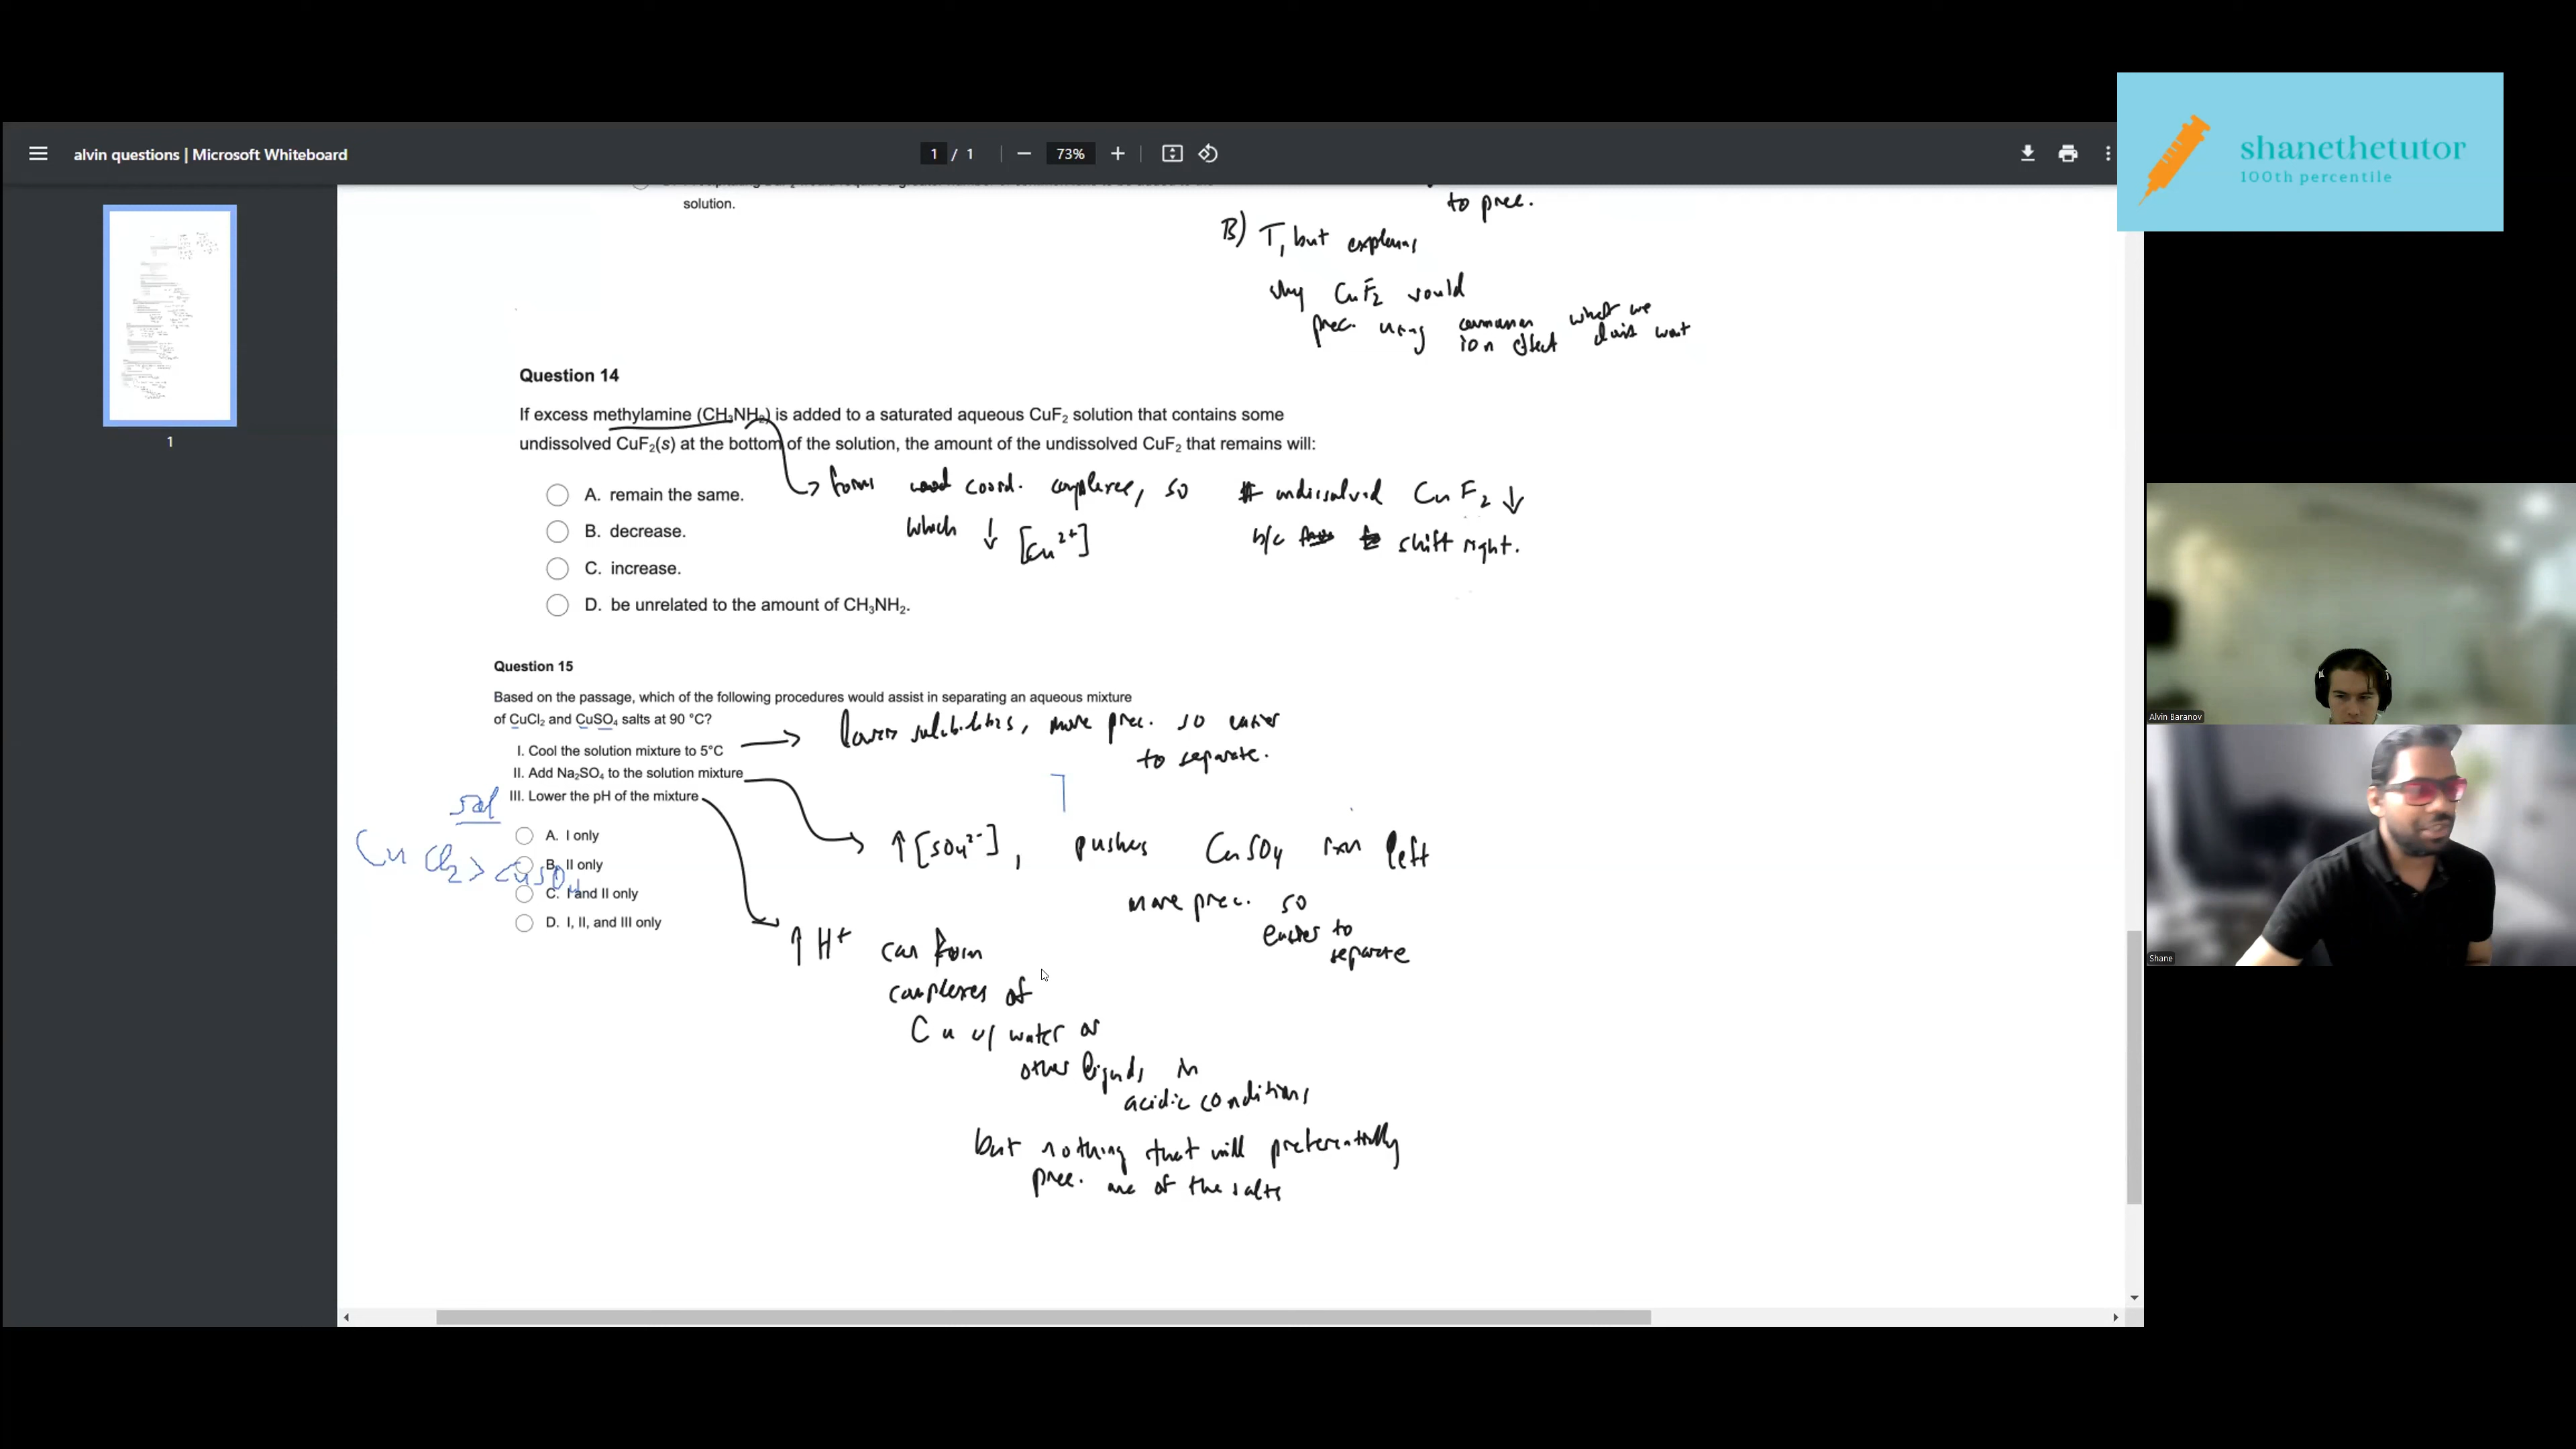 shanethetutor
100th percentile
alvin questions | Microsoft Whiteboard
1 / 1
73%
1
solution.
to prec.
B) T, but explains
why CuF2 would
prec. using common ion effect what we
Question 14
If excess methylamine (CH₃NH₂) is added to a saturated aqueous CuF₂ solution that contains some
undissolved CuF₂(s) at the bottom of the solution, the amount of the undissolved CuF₂ that remains will:
A. remain the same.
B. decrease.
C. increase.
D. be unrelated to the amount of CH₃NH₂.
forms coord. complexes, so
which ↓ [Cu²⁺]
# undissolved CuF₂ ↓
b/c shift right.
Question 15
Based on the passage, which of the following procedures would assist in separating an aqueous mixture
of CuCl₂ and CuSO₄ salts at 90 °C?
I. Cool the solution mixture to 5°C
II. Add Na₂SO₄ to the solution mixture
III. Lower the pH of the mixture
A. I only
B. II only
C. I and II only
D. I, II, and III only
sol
CuCl₂ > CuSO₄
lowers solubilities, more prec. so easier
to separate.
↑ [SO₄²⁻], pushes CuSO₄ rxn left
more prec. so
easier to
separate
↑ H⁺ can form
complexes of
Cu w/ water or
other ligands in
acidic conditions
but nothing that will preferentially
prec. one of the salts
Alvin Baranov
Shane